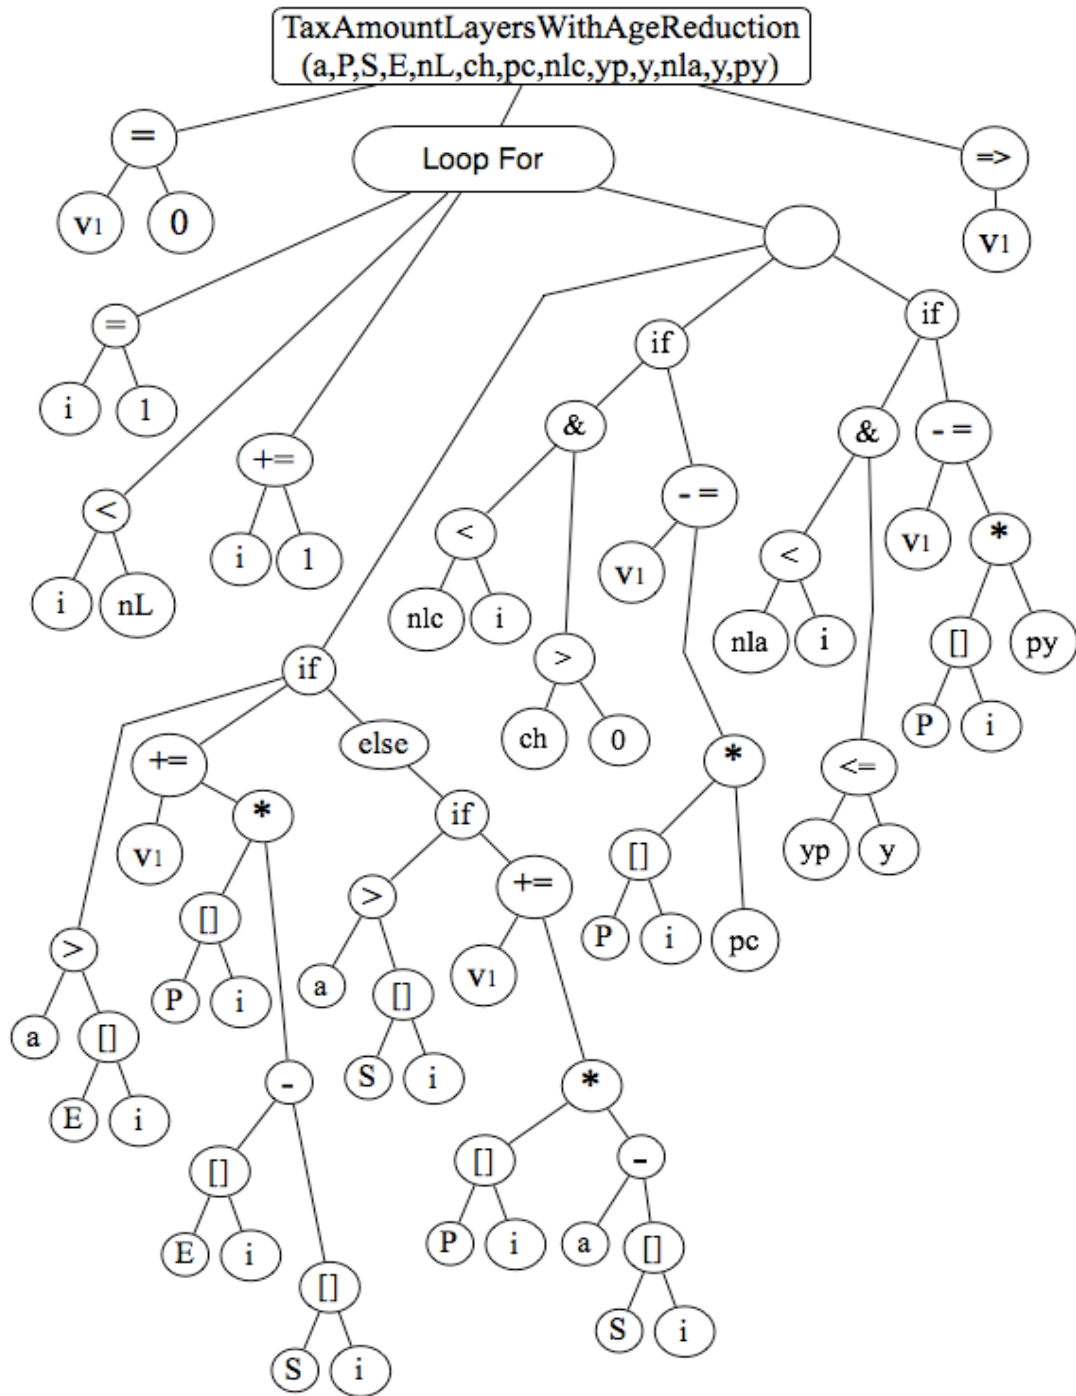 TaxAmountLayersWithAgeReduction
(a,P,S,E,nL,ch,pc,nlc,yp,y,nla,y,py)
=
Loop For
=>
v1
0
v1
=
if
if
i
1
&
&
- =
+=
- =
<
<
v1
*
i
1
v1
<
i
nL
nlc
i
nla
i
[]
py
>
if
P
i
ch
0
+=
else
*
<=
*
if
v1
[]
yp
y
>
+=
[]
P
i
pc
>
a
v1
P
i
[]
a
[]
S
i
E
i
-
*
[]
[]
-
E
i
P
i
a
[]
[]
S
i
S
i